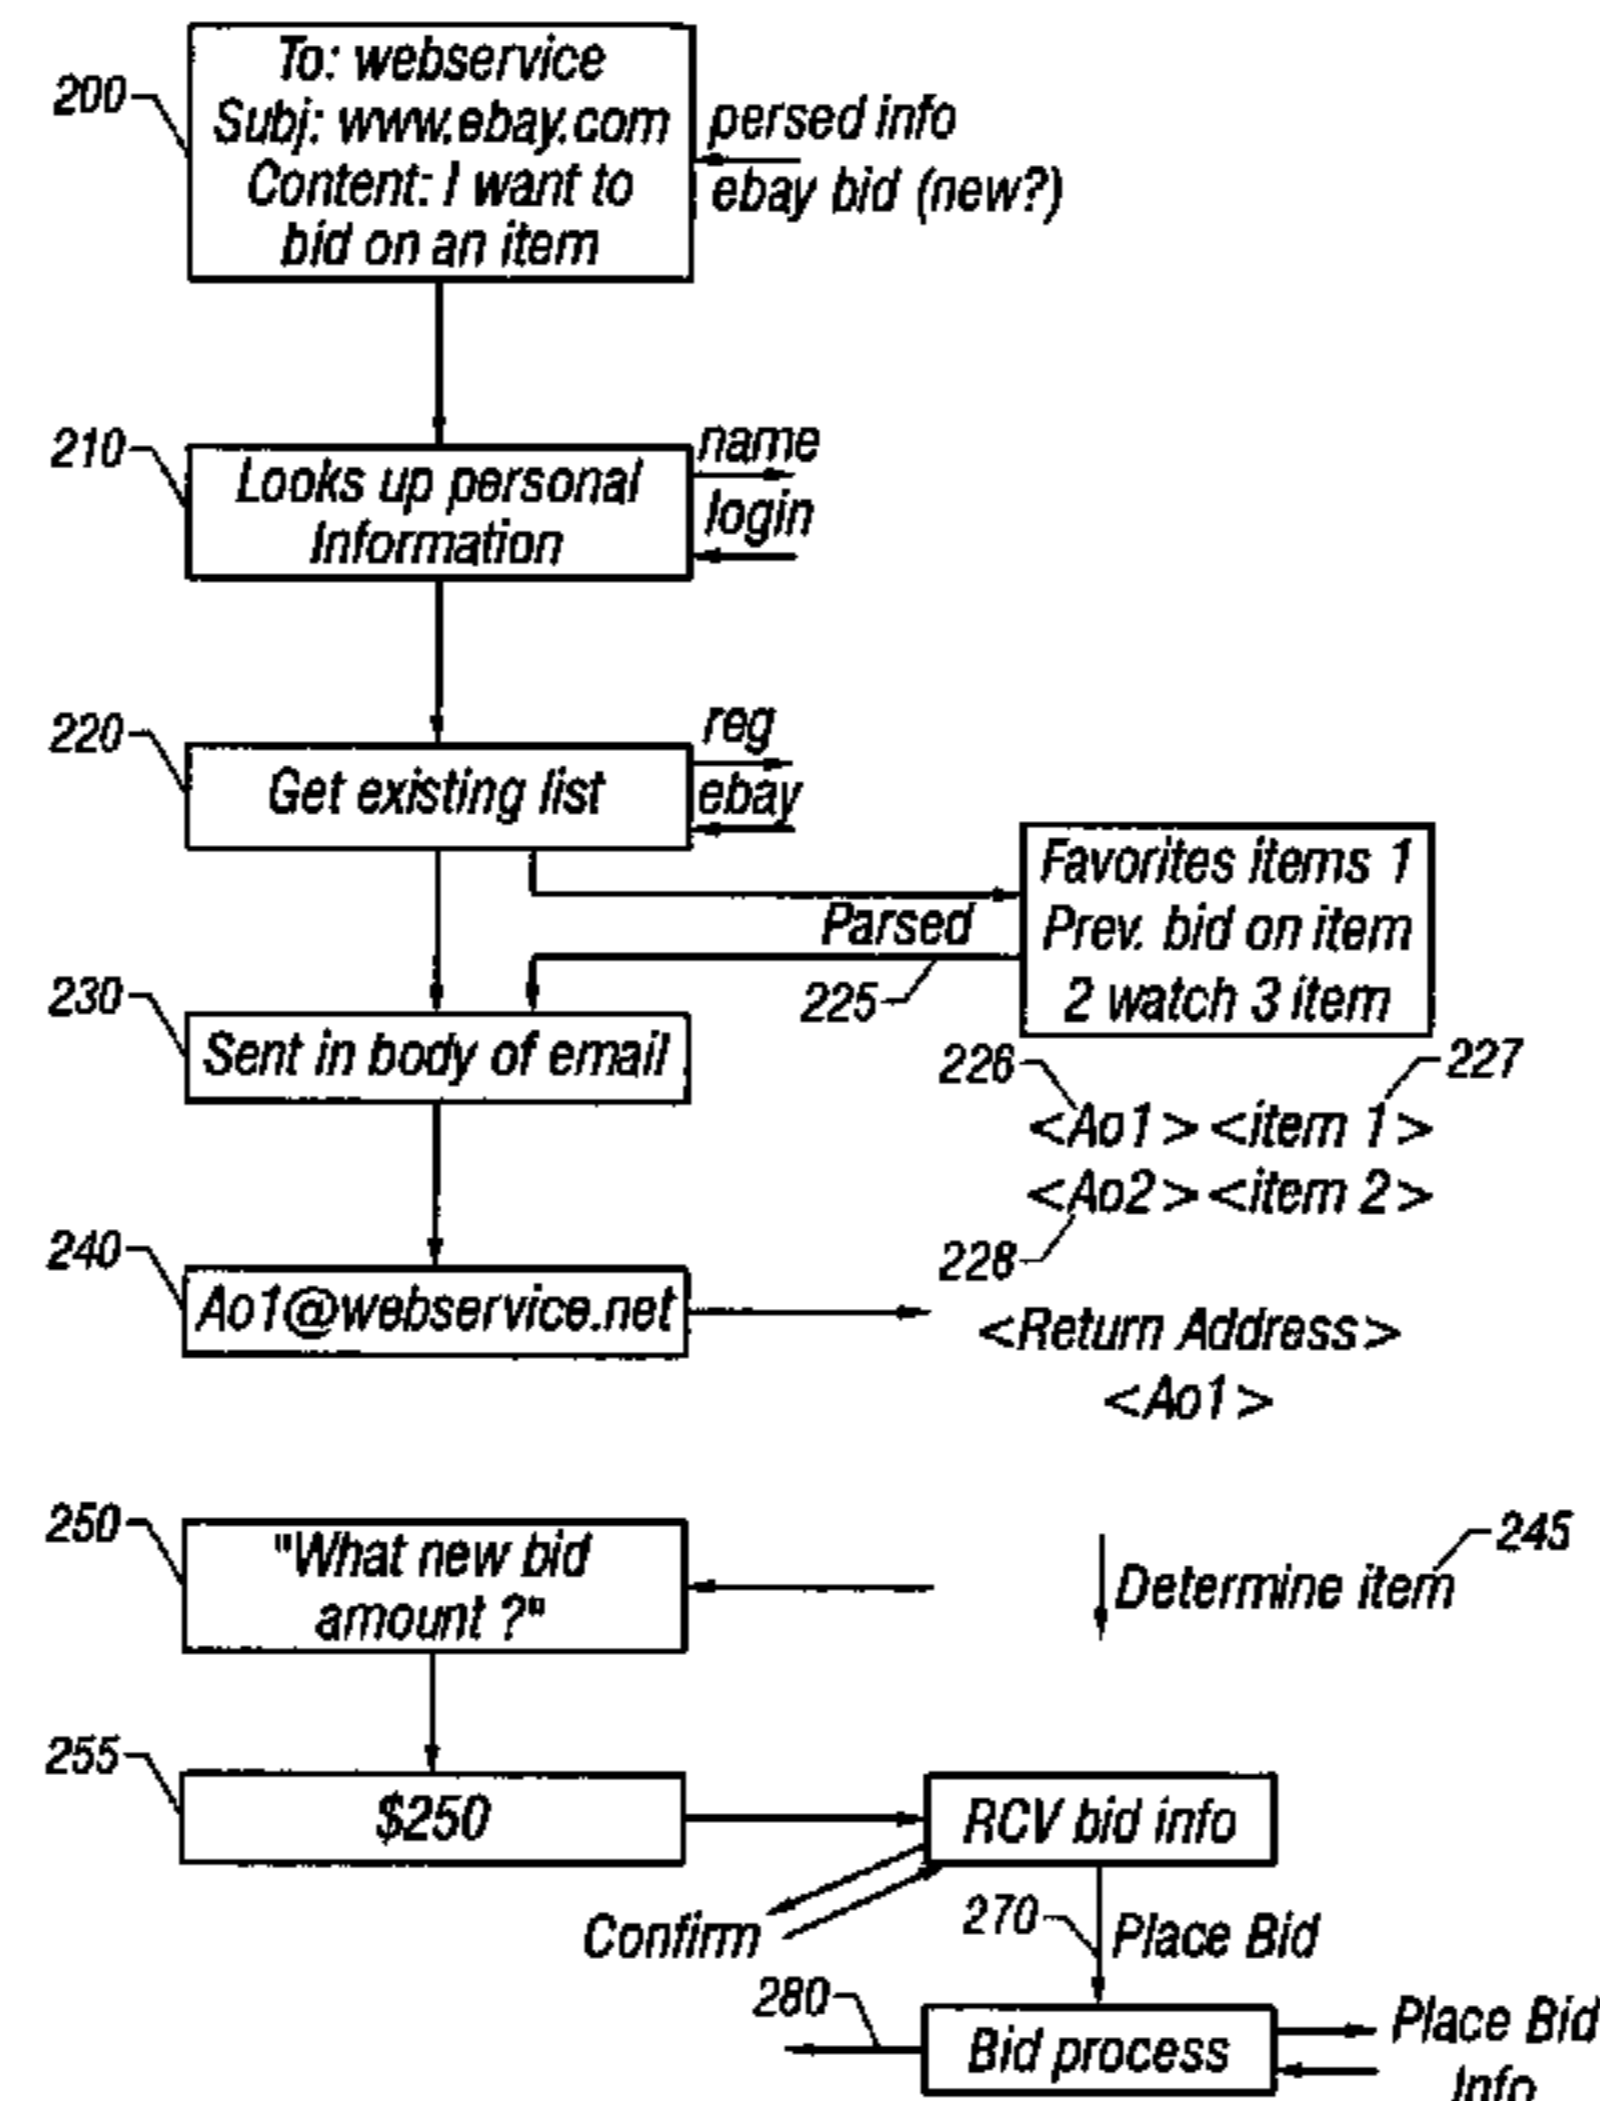 200
To: webservice
Subj: www.ebay.com
Content: I want to
bid on an item
persed info
ebay bid (new?)
210
Looks up personal
Information
name
login
220
Get existing list
reg
ebay
Favorites items 1
Prev. bid on item
2 watch 3 item
Parsed
225
230
Sent in body of email
226
227
<Ao1> <item 1>
<Ao2> <item 2>
228
240
Ao1@webservice.net
<Return Address>
<Ao1>
250
"What new bid
amount ?"
245
Determine item
255
$250
RCV bid info
Confirm
270
Place Bid
280
Bid process
Place Bid
Info